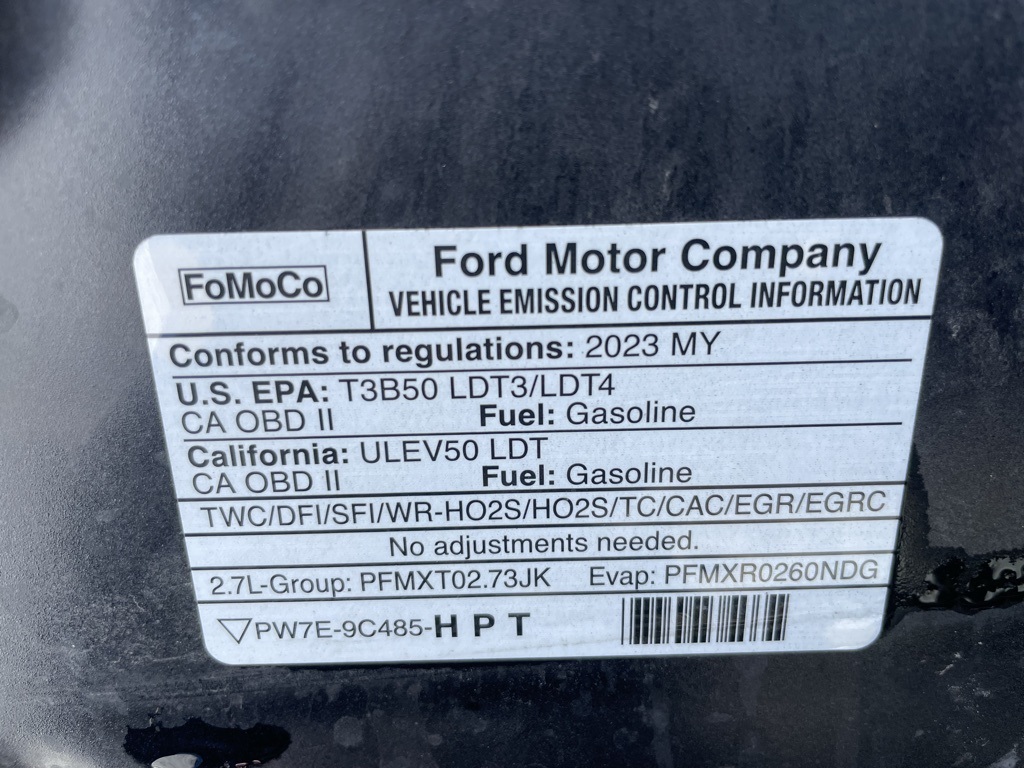 FoMoCo
Ford Motor Company
VEHICLE EMISSION CONTROL INFORMATION
Conforms to regulations: 2023 MY
U.S. EPA: T3B50 LDT3/LDT4
CA OBD II Fuel: Gasoline
California: ULEV50 LDT
CA OBD II Fuel: Gasoline
TWC/DFI/SFI/WR-HO2S/HO2S/TC/CAC/EGR/EGRC
No adjustments needed.
2.7L-Group: PFMXT02.73JK Evap: PFMXR0260NDG
PW7E-9C485-H P T